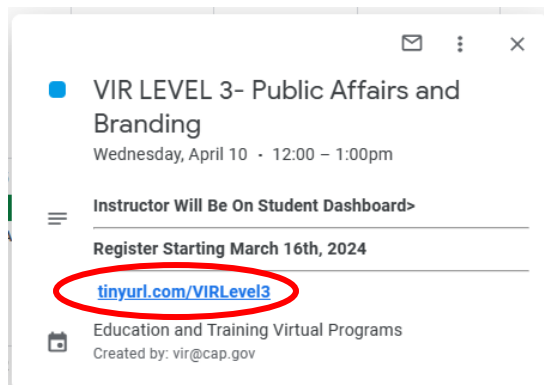 VIR LEVEL 3- Public Affairs and
Branding
Wednesday, April 10 • 12:00 – 1:00pm
Instructor Will Be On Student Dashboard>
Register Starting March 16th, 2024
tinyurl.com/VIRLevel3
Education and Training Virtual Programs
Created by: vir@cap.gov